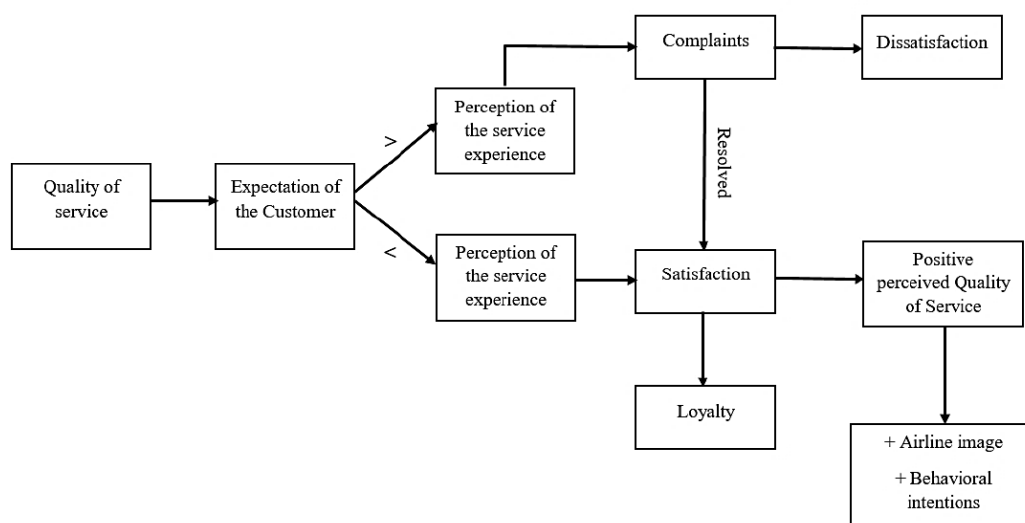 Complaints
Dissatisfaction
Perception of
the service
experience
>
Resolved
Quality of
service
Expectation of
the Customer
<
Perception of
the service
experience
Satisfaction
Positive
perceived Quality
of Service
Loyalty
+ Airline image
+ Behavioral
intentions